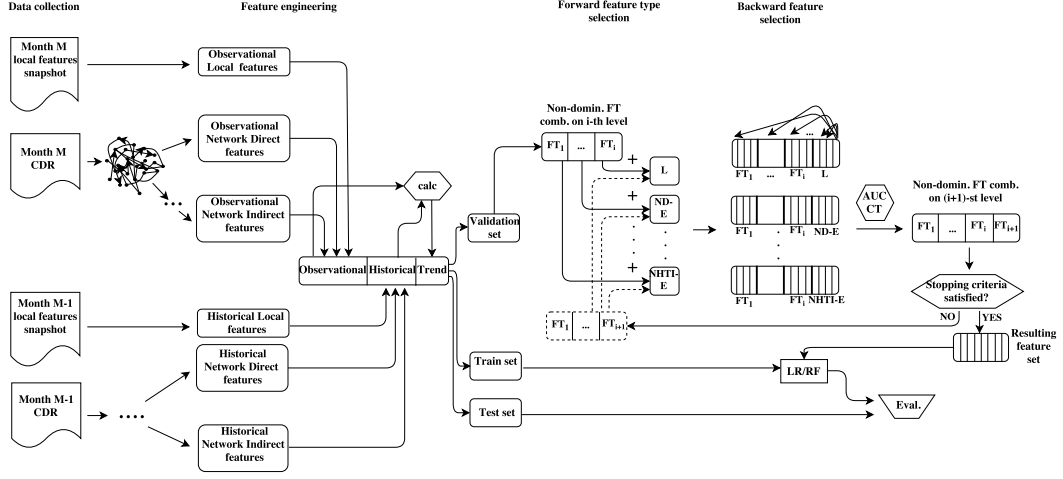 Data collection
Feature engineering
Forward feature type
selection
Backward feature
selection
Month M
local features
snapshot
Observational
Local features
Month M
CDR
Observational
Network Direct
features
...
Observational
Network Indirect
features
calc
Observational Historical Trend
Validation
set
Non-domin. FT
comb. on i-th level
FT1 ... FTi
+
L
+
ND-
E
.
.
.
+
NHTI-
E
FT1 ... FTi+1
...
FT1 ... FTi L
FT1 FTi ND-E
.
.
.
FT1 FTi NHTI-E
AUC
CT
Non-domin. FT comb.
on (i+1)-st level
FT1 ... FTi FTi+1
Stopping criteria
satisfied?
NO YES
Resulting
feature
set
Month M-1
local features
snapshot
Historical Local
features
Historical
Network Direct
features
Month M-1
CDR
....
Historical
Network Indirect
features
Train set
LR/RF
Test set
Eval.